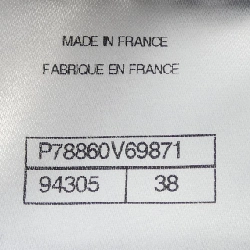 MADE IN FRANCE
FABRIQUE EN FRANCE
P78860V69871
94305 38